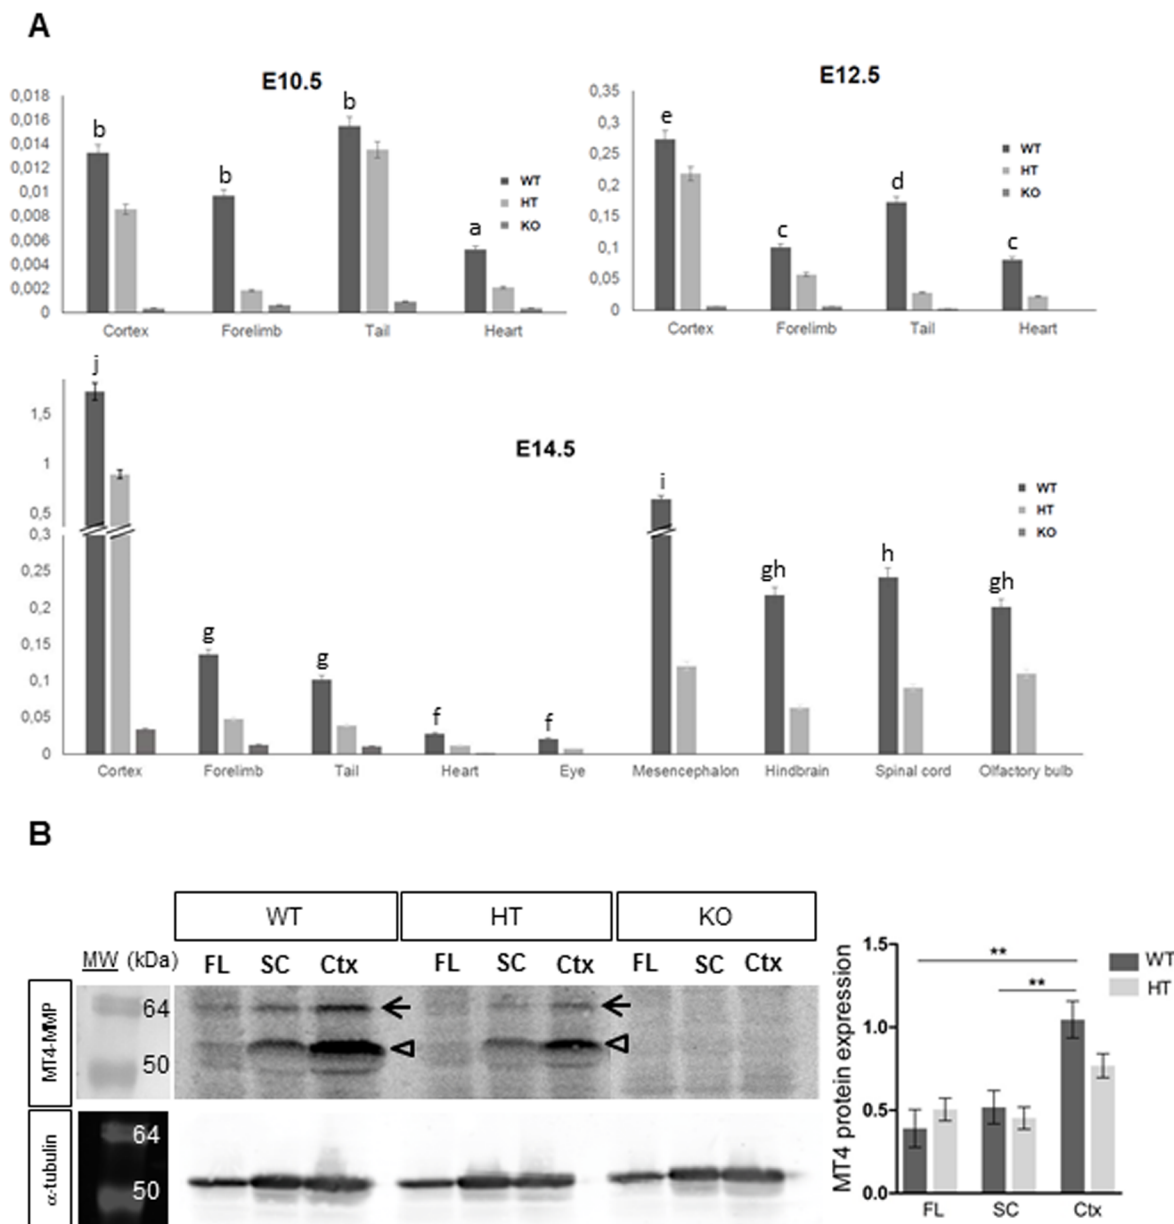 A
E10.5
0,018
0,016
0,014
0,012
0,01
0,008
0,006
0,004
0,002
0
b
b
b
a
WT
HT
KO
Cortex Forelimb Tail Heart
E12.5
0,35
0,3
0,25
0,2
0,15
0,1
0,05
0
e
c
d
c
WT
HT
KO
Cortex Forelimb Tail Heart
E14.5
1,5
1
0,5
0,3
0,25
0,2
0,15
0,1
0,05
0
j
g
g
f
f
i
gh
h
gh
WT
HT
KO
Cortex Forelimb Tail Heart Eye Mesencephalon Hindbrain Spinal cord Olfactory bulb
B
WT HT KO
MW (kDa) FL SC Ctx FL SC Ctx FL SC Ctx
MT4-MMP
64
50
α-tubulin
64
50
MT4 protein expression
1.5
1.0
0.5
0.0
**
**
WT
HT
FL SC Ctx